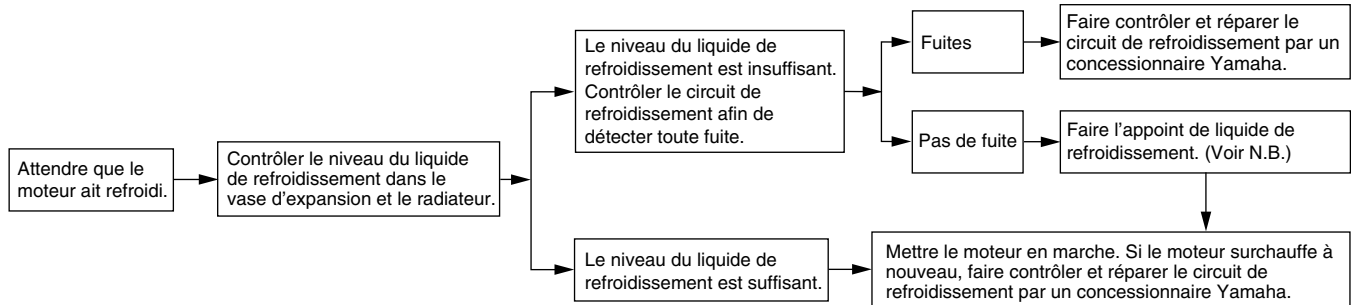 Attendre que le
moteur ait refroidi.
Contrôler le niveau du liquide
de refroidissement dans le
vase d'expansion et le radiateur.
Le niveau du liquide de
refroidissement est insuffisant.
Contrôler le circuit de
refroidissement afin de
détecter toute fuite.
Fuites
Faire contrôler et réparer le
circuit de refroidissement par un
concessionnaire Yamaha.
Pas de fuite
Faire l'appoint de liquide de
refroidissement. (Voir N.B.)
Le niveau du liquide de
refroidissement est suffisant.
Mettre le moteur en marche. Si le moteur surchauffe à
nouveau, faire contrôler et réparer le circuit de
refroidissement par un concessionnaire Yamaha.